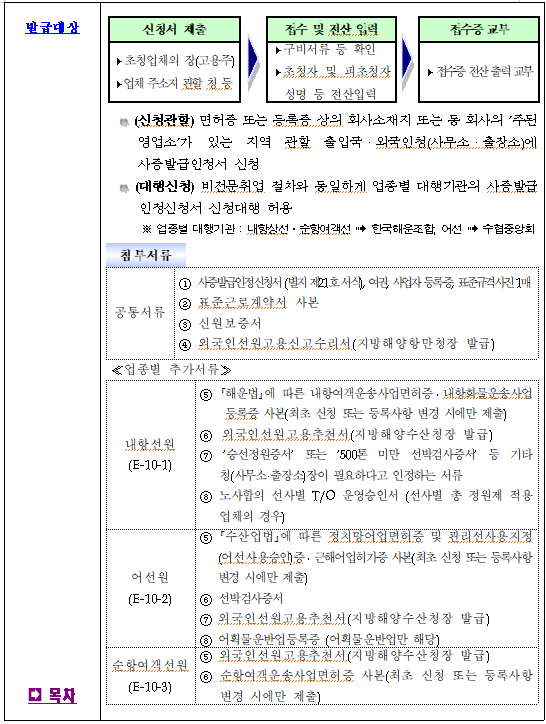 발급대상
신청서 제출
▶초청업체의 장(고용주)
▶업체 주소지 관할 청 등
접수 및 전산 입력
▶구비서류 등 확인
▶초청자 및 피초청자
성명 등 전산입력
접수증 교부
▶접수증 전산 출력 교부
(신청관할) 면허증 또는 등록증 상의 회사소재지 또는 동 회사의 '주된
영업소'가 있는 지역 관할 출입국·외국인청(사무소·출장소)에
사증발급인정서 신청
(대행신청) 비전문취업 절차와 동일하게 업종별 대행기관의 사증발급
인정신청서 신청대행 허용
※ 업종별 대행기관 : 내항상선·순항여객선 ➡ 한국해운조합, 어선 ➡ 수협중앙회
첨부서류
공통서류
① 사증발급인정신청서 (별지 제21호 서식), 여권, 사업자 등록증, 표준규격사진 1매
② 표준근로계약서 사본
③ 신원보증서
④ 외국인선원고용신고수리서(지방해양항만청장 발급)
≪업종별 추가서류≫
내항선원
(E-10-1)
⑤ 『해운법』에 따른 내항여객운송사업면허증·내항화물운송사업
등록증 사본(최초 신청 또는 등록사항 변경 시에만 제출)
⑥ 외국인선원고용추천서(지방해양수산청장 발급)
⑦ '승선정원증서' 또는 '500톤 미만 선박검사증서' 등 기타
청(사무소·출장소)장이 필요하다고 인정하는 서류
⑧ 노사합의 선사별 T/O 운영승인서 (선사별 총 정원제 적용
업체의 경우)
어선원
(E-10-2)
⑤ 『수산업법』에 따른 정치망어업면허증 및 관리선사용지정
(어선사용승인)증·근해어업허가증 사본(최초 신청 또는 등록사항
변경 시에만 제출)
⑥ 선박검사증서
⑦ 외국인선원고용추천서(지방해양수산청장 발급)
⑧ 어획물운반업등록증 (어획물운반업만 해당)
순항여객선원
(E-10-3)
⑤ 외국인선원고용추천서(지방해양수산청장 발급)
⑥ 순항여객운송사업면허증 사본(최초 신청 또는 등록사항
변경 시에만 제출)
목차